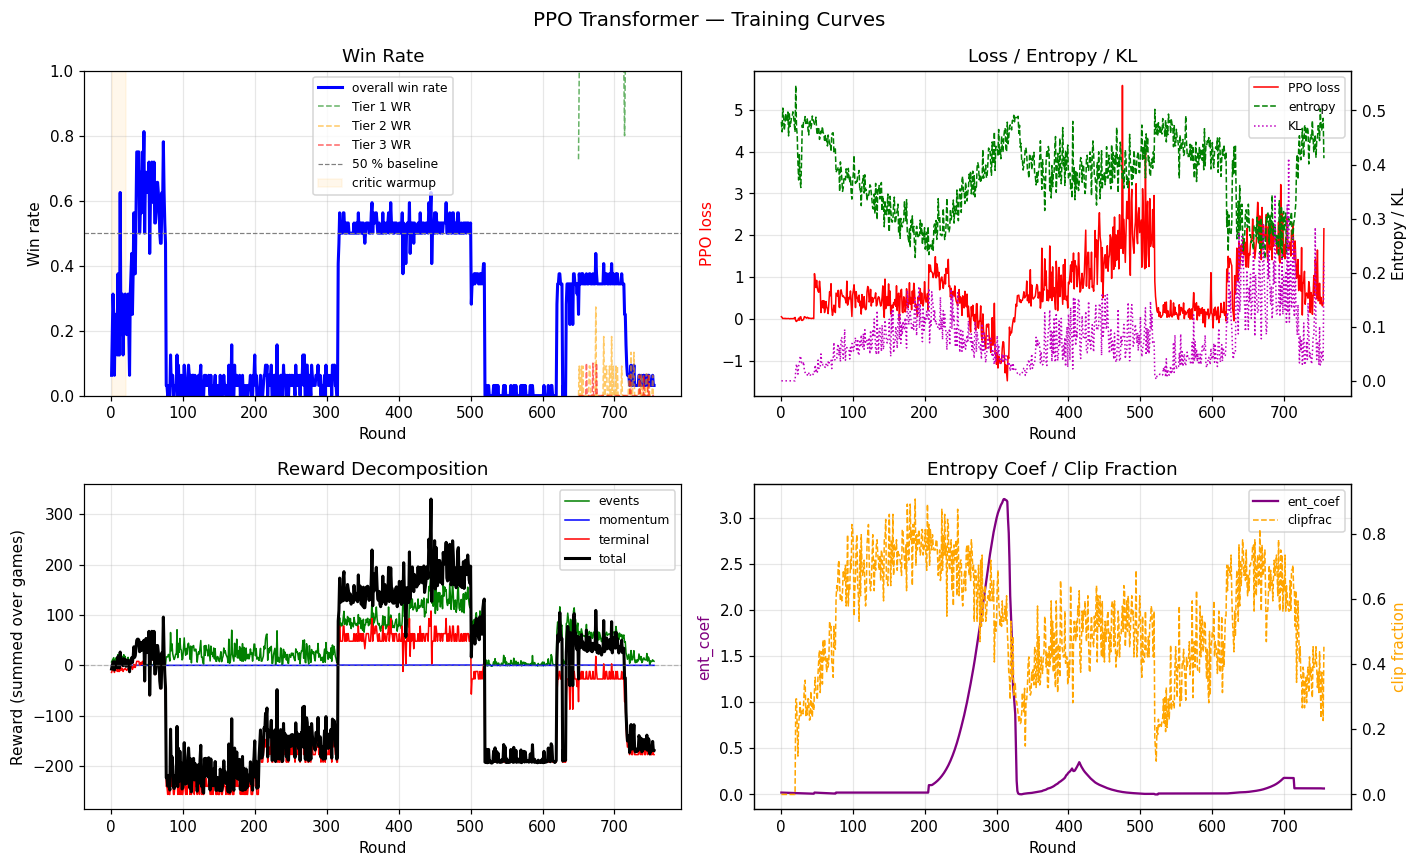 PPO Transformer — Training Curves
Win Rate
Win rate
1.0
0.8
0.6
0.4
0.2
0.0
overall win rate
Tier 1 WR
Tier 2 WR
Tier 3 WR
50 % baseline
critic warmup
0 100 200 300 400 500 600 700
Round
Loss / Entropy / KL
PPO loss
5
4
3
2
1
0
−1
PPO loss
entropy
KL
0.5
0.4
0.3
0.2
0.1
0.0
Entropy / KL
0 100 200 300 400 500 600 700
Round
Reward Decomposition
Reward (summed over games)
300
200
100
0
−100
−200
events
momentum
terminal
total
0 100 200 300 400 500 600 700
Round
Entropy Coef / Clip Fraction
ent_coef
3.0
2.5
2.0
1.5
1.0
0.5
0.0
ent_coef
clipfrac
0.8
0.6
0.4
0.2
0.0
clip fraction
0 100 200 300 400 500 600 700
Round